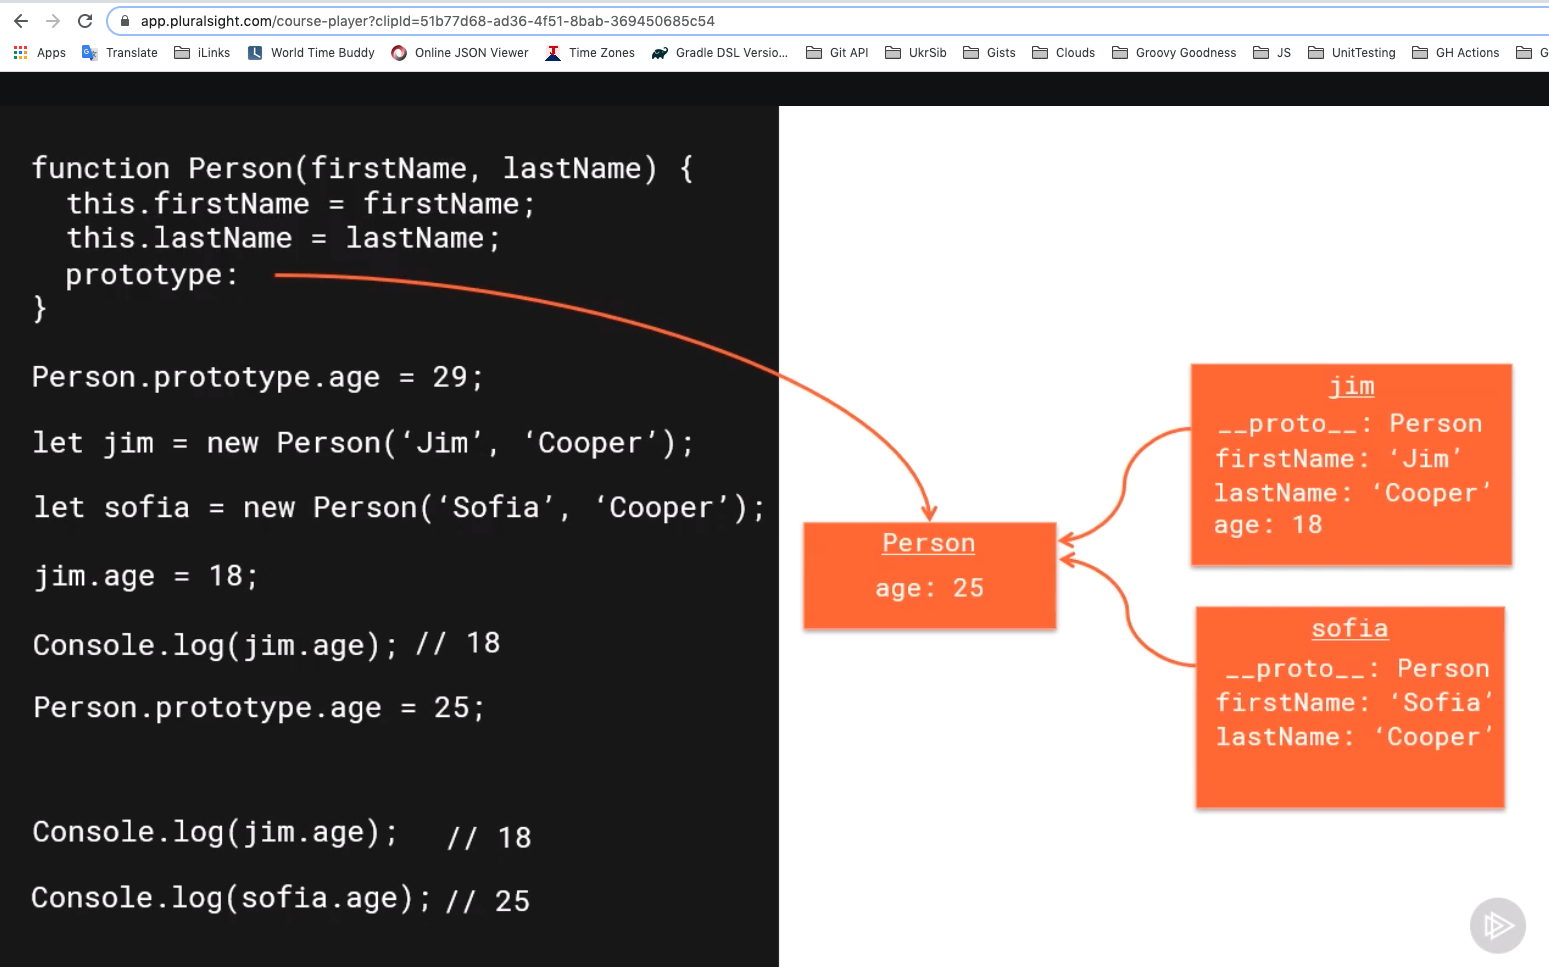 app.pluralsight.com/course-player?clipId=51b77d68-ad36-4f51-8bab-369450685c54
Apps Translate iLinks World Time Buddy Online JSON Viewer Time Zones Gradle DSL Versio... Git API UkrSib Gists Clouds Groovy Goodness JS UnitTesting GH Actions G
function Person(firstName, lastName) {
this.firstName = firstName;
this.lastName = lastName;
prototype:
}
Person.prototype.age = 29;
let jim = new Person(‘Jim’, ‘Cooper’);
let sofia = new Person(‘Sofia’, ‘Cooper’);
jim.age = 18;
Console.log(jim.age); // 18
Person.prototype.age = 25;
Console.log(jim.age); // 18
Console.log(sofia.age); // 25
Person
age: 25
jim
__proto__: Person
firstName: ‘Jim’
lastName: ‘Cooper’
age: 18
sofia
__proto__: Person
firstName: ‘Sofia’
lastName: ‘Cooper’